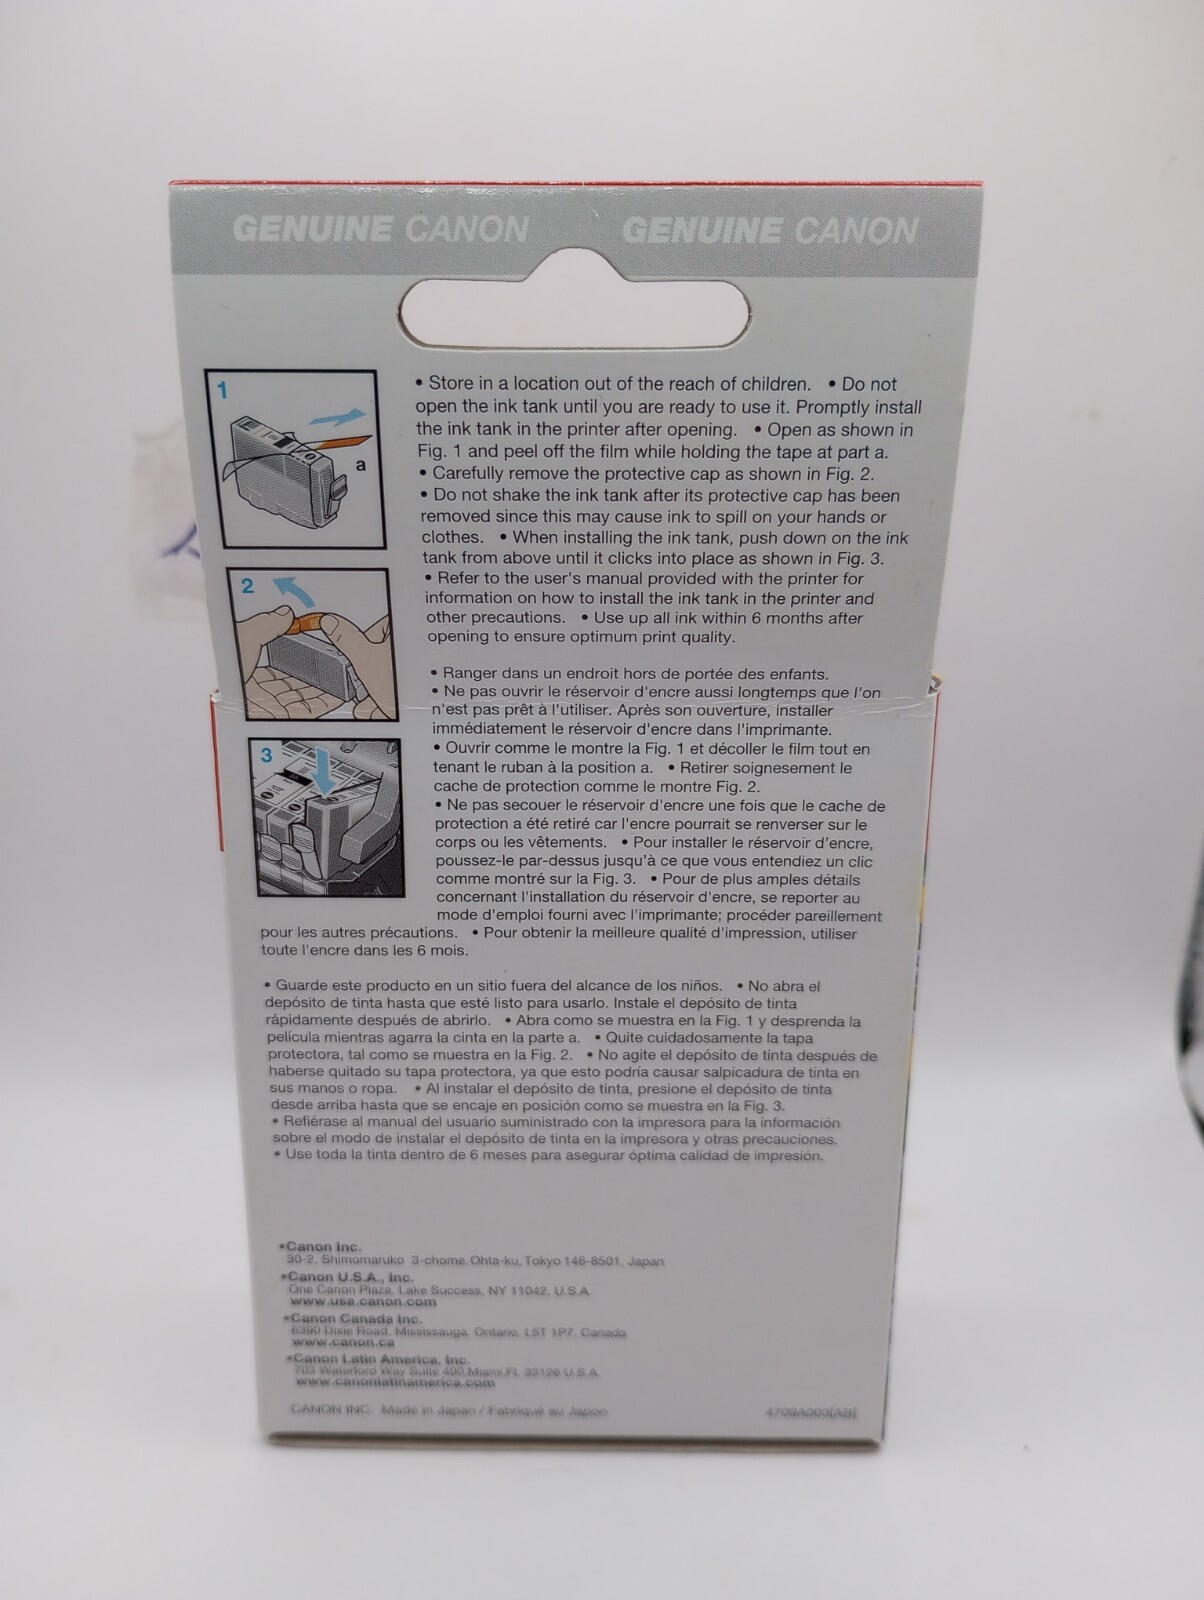 GENUINE CANON GENUINE CANON
1
a
2
3
• Store in a location out of the reach of children. • Do not
open the ink tank until you are ready to use it. Promptly install
the ink tank in the printer after opening. • Open as shown in
Fig. 1 and peel off the film while holding the tape at part a.
• Carefully remove the protective cap as shown in Fig. 2.
• Do not shake the ink tank after its protective cap has been
removed since this may cause ink to spill on your hands or
clothes. • When installing the ink tank, push down on the ink
tank from above until it clicks into place as shown in Fig. 3.
• Refer to the user's manual provided with the printer for
information on how to install the ink tank in the printer and
other precautions. • Use up all ink within 6 months after
opening to ensure optimum print quality.
• Ranger dans un endroit hors de portée des enfants.
• Ne pas ouvrir le réservoir d'encre aussi longtemps que l'on
n'est pas prêt à l'utiliser. Après son ouverture, installer
immédiatement le réservoir d'encre dans l'imprimante.
• Ouvrir comme le montre la Fig. 1 et décoller le film tout en
tenant le ruban à la position a. • Retirer soignesement le
cache de protection comme le montre Fig. 2.
• Ne pas secouer le réservoir d'encre une fois que le cache de
protection a été retiré car l'encre pourrait se renverser sur le
corps ou les vêtements. • Pour installer le réservoir d'encre,
poussez-le par-dessus jusqu'à ce que vous entendiez un clic
comme montré sur la Fig. 3. • Pour de plus amples détails
concernant l'installation du réservoir d'encre, se reporter au
mode d'emploi fourni avec l'imprimante; procéder pareillement
pour les autres précautions. • Pour obtenir la meilleure qualité d'impression, utiliser
toute l'encre dans les 6 mois.
• Guarde este producto en un sitio fuera del alcance de los niños. • No abra el
depósito de tinta hasta que esté listo para usarlo. Instale el depósito de tinta
rápidamente después de abrirlo. • Abra como se muestra en la Fig. 1 y desprenda la
película mientras agarra la cinta en la parte a. • Quite cuidadosamente la tapa
protectora, tal como se muestra en la Fig. 2. • No agite el depósito de tinta después de
haberse quitado su tapa protectora, ya que esto podría causar salpicadura de tinta en
sus manos o ropa. • Al instalar el depósito de tinta, presione el depósito de tinta
desde arriba hasta que se encaje en posición como se muestra en la Fig. 3.
• Refiérase al manual del usuario suministrado con la impresora para la información
sobre el modo de instalar el depósito de tinta en la impresora y otras precauciones.
• Use toda la tinta dentro de 6 meses para asegurar óptima calidad de impresión.
•Canon Inc.
30-2, Shimomaruko 3-chome, Ohta-ku, Tokyo 146-8501, Japan
•Canon U.S.A., Inc.
One Canon Plaza, Lake Success, NY 11042, U.S.A.
www.usa.canon.com
•Canon Canada Inc.
6390 Dixie Road, Mississauga, Ontario, L5T 1P7, Canada
www.canon.ca
•Canon Latin America, Inc.
703 Waterford Way Suite 400, Miami, FL 33126 U.S.A.
www.canonlatinamerica.com
CANON INC. Made in Japan / Fabriqué au Japon
4709A003[AB]